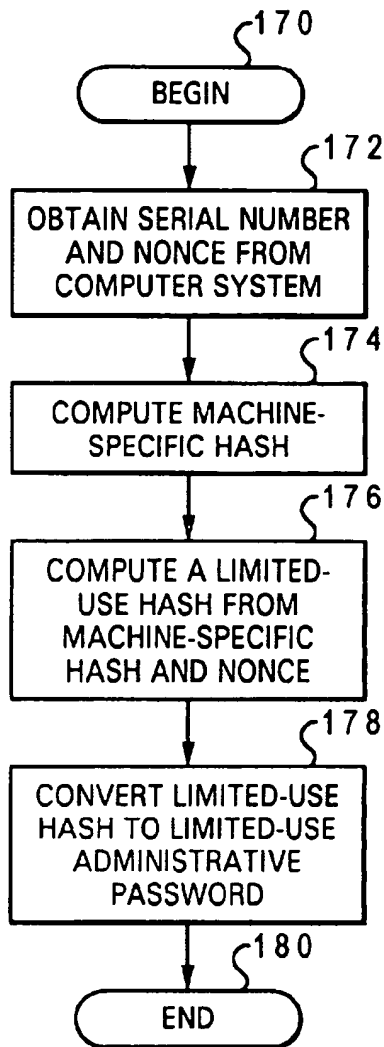 170
BEGIN
172
OBTAIN SERIAL NUMBER
AND NONCE FROM
COMPUTER SYSTEM
174
COMPUTE MACHINE-
SPECIFIC HASH
176
COMPUTE A LIMITED-
USE HASH FROM
MACHINE-SPECIFIC
HASH AND NONCE
178
CONVERT LIMITED-USE
HASH TO LIMITED-USE
ADMINISTRATIVE
PASSWORD
180
END